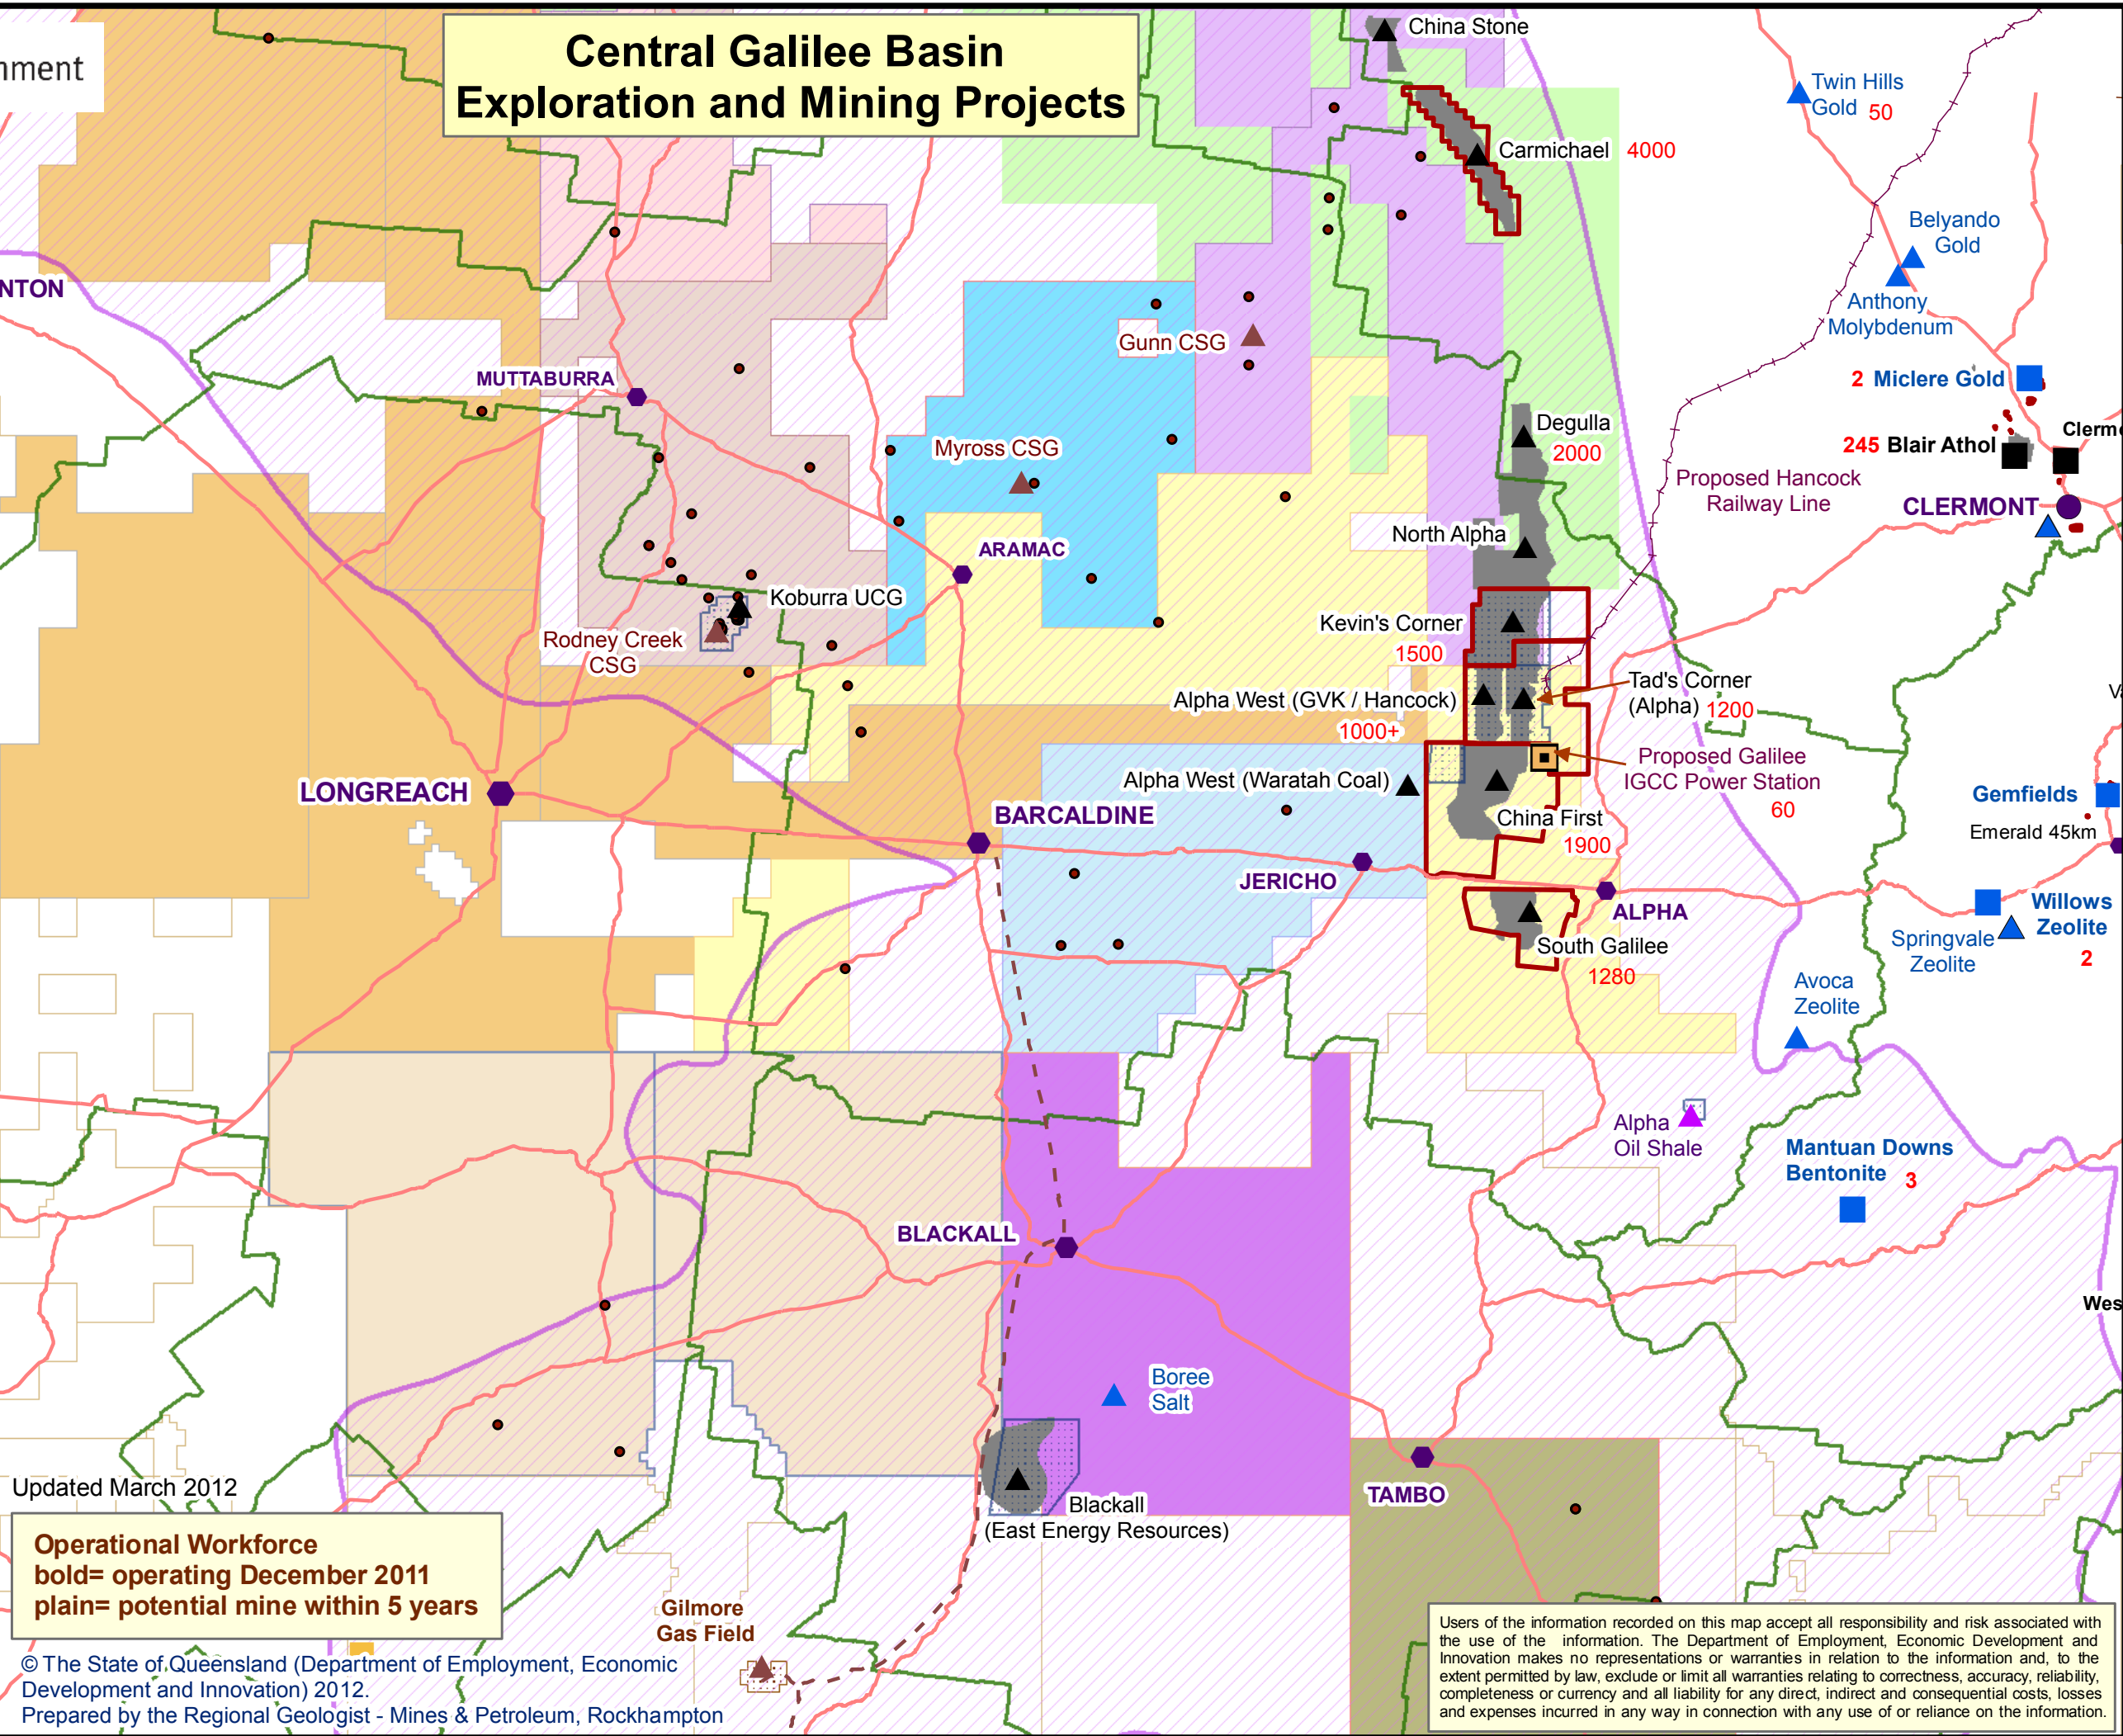 Central Galilee Basin
Exploration and Mining Projects
China Stone
Twin Hills
Gold 50
Carmichael 4000
Belyando
Gold
Anthony
Molybdenum
Gunn CSG
MUTTABURRA
2 Miclere Gold
Degulla
2000
245 Blair Athol
Myross CSG
Proposed Hancock
Railway Line
CLERMONT
North Alpha
ARAMAC
Koburra UCG
Rodney Creek
CSG
Kevin's Corner
1500
Alpha West (GVK / Hancock)
1000+
Tad's Corner
(Alpha) 1200
Proposed Galilee
IGCC Power Station
60
Alpha West (Waratah Coal)
LONGREACH
BARCALDINE
China First
1900
Gemfields
Emerald 45km
JERICHO
ALPHA
South Galilee
1280
Willows
Zeolite
2
Springvale
Zeolite
Avoca
Zeolite
Alpha
Oil Shale
Mantuan Downs
Bentonite 3
BLACKALL
Boree
Salt
Blackall
(East Energy Resources)
TAMBO
Updated March 2012
Operational Workforce
bold= operating December 2011
plain= potential mine within 5 years
Gilmore
Gas Field
© The State of Queensland (Department of Employment, Economic
Development and Innovation) 2012.
Prepared by the Regional Geologist - Mines & Petroleum, Rockhampton
Users of the information recorded on this map accept all responsibility and risk associated with
the use of the information. The Department of Employment, Economic Development and
Innovation makes no representations or warranties in relation to the information and, to the
extent permitted by law, exclude or limit all warranties relating to correctness, accuracy, reliability,
completeness or currency and all liability for any direct, indirect and consequential costs, losses
and expenses incurred in any way in connection with any use of or reliance on the information.